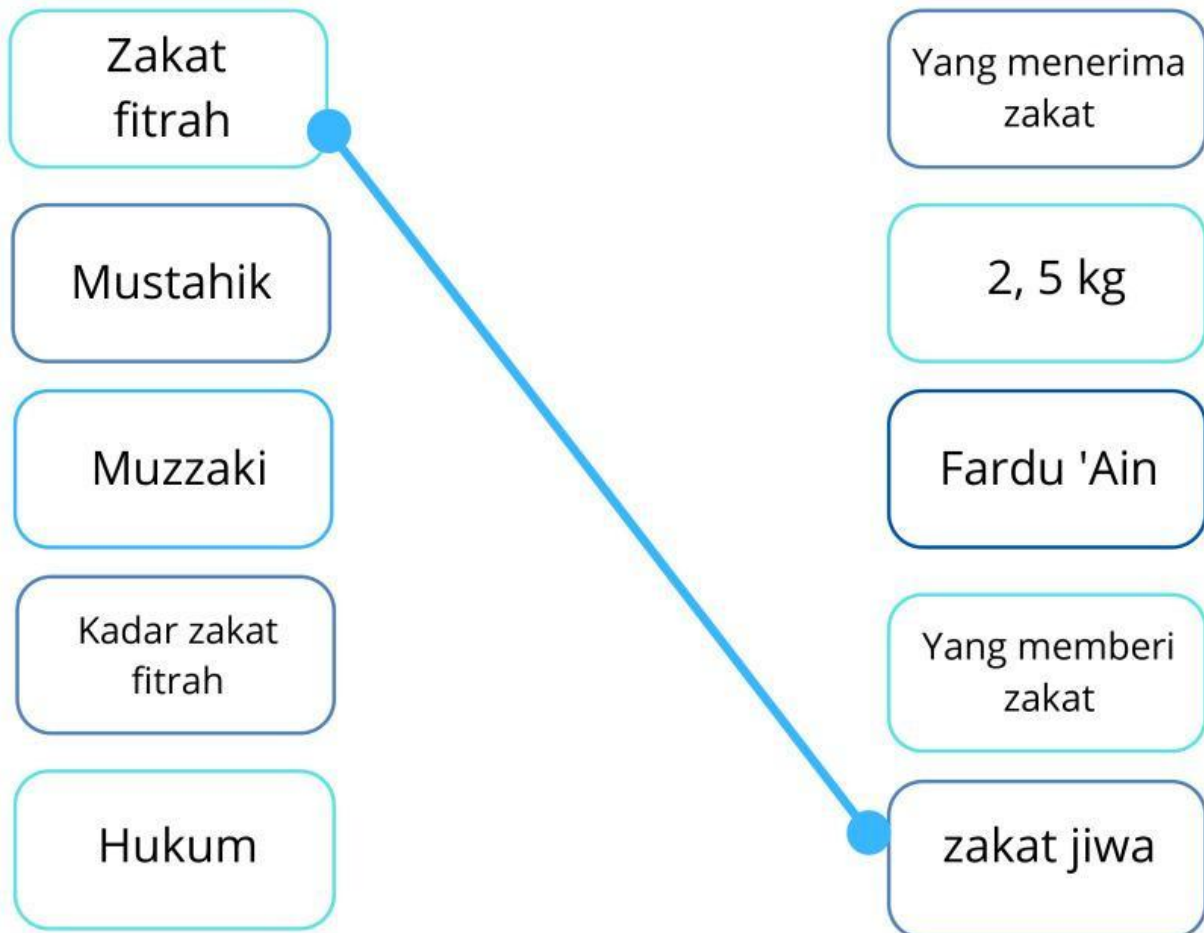 Zakat
fitrah
Yang menerima
zakat
Mustahik
2, 5 kg
Muzzaki
Fardu 'Ain
Kadar zakat
fitrah
Yang memberi
zakat
Hukum
zakat jiwa